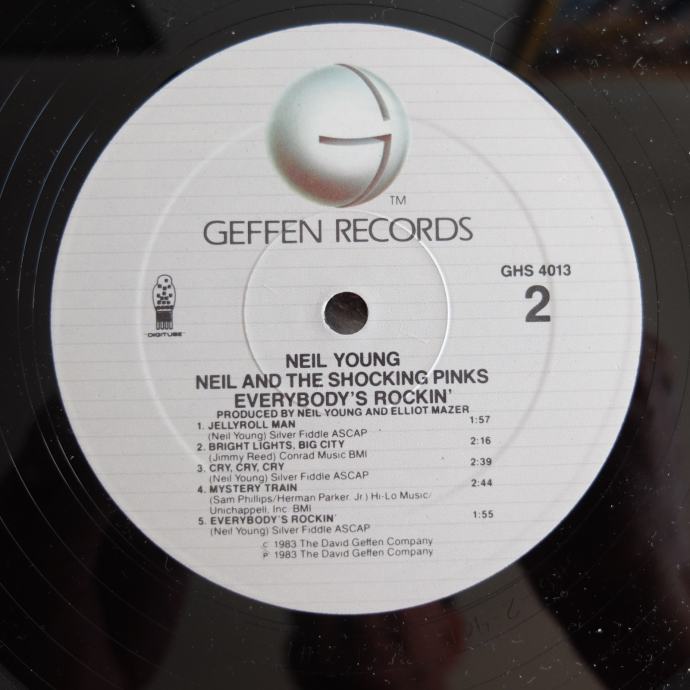 TM
GEFFEN RECORDS
GHS 4013
2
DIGITUBE
NEIL YOUNG
NEIL AND THE SHOCKING PINKS
EVERYBODY'S ROCKIN'
PRODUCED BY NEIL YOUNG AND ELLIOT MAZER
1. JELLYROLL MAN 1:57
(Neil Young) Silver Fiddle ASCAP
2. BRIGHT LIGHTS, BIG CITY 2:16
(Jimmy Reed) Conrad Music BMI
3. CRY, CRY, CRY 2:39
(Neil Young) Silver Fiddle ASCAP
4. MYSTERY TRAIN 2:44
(Sam Phillips/Herman Parker. Jr.) Hi-Lo Music/
Unichappell, Inc. BMI
5. EVERYBODY'S ROCKIN' 1:55
(Neil Young) Silver Fiddle ASCAP
© 1983 The David Geffen Company
℗ 1983 The David Geffen Company